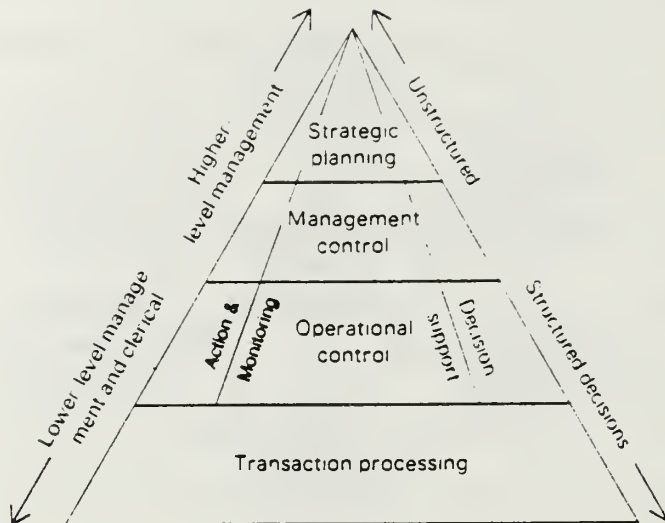 Higher-
level management
Unstructured
Strategic
planning
Management
control
Lower level manage
ment and clerical
Action &
Monitoring
Operational
control
Decision
support
Structured decisions
Transaction processing